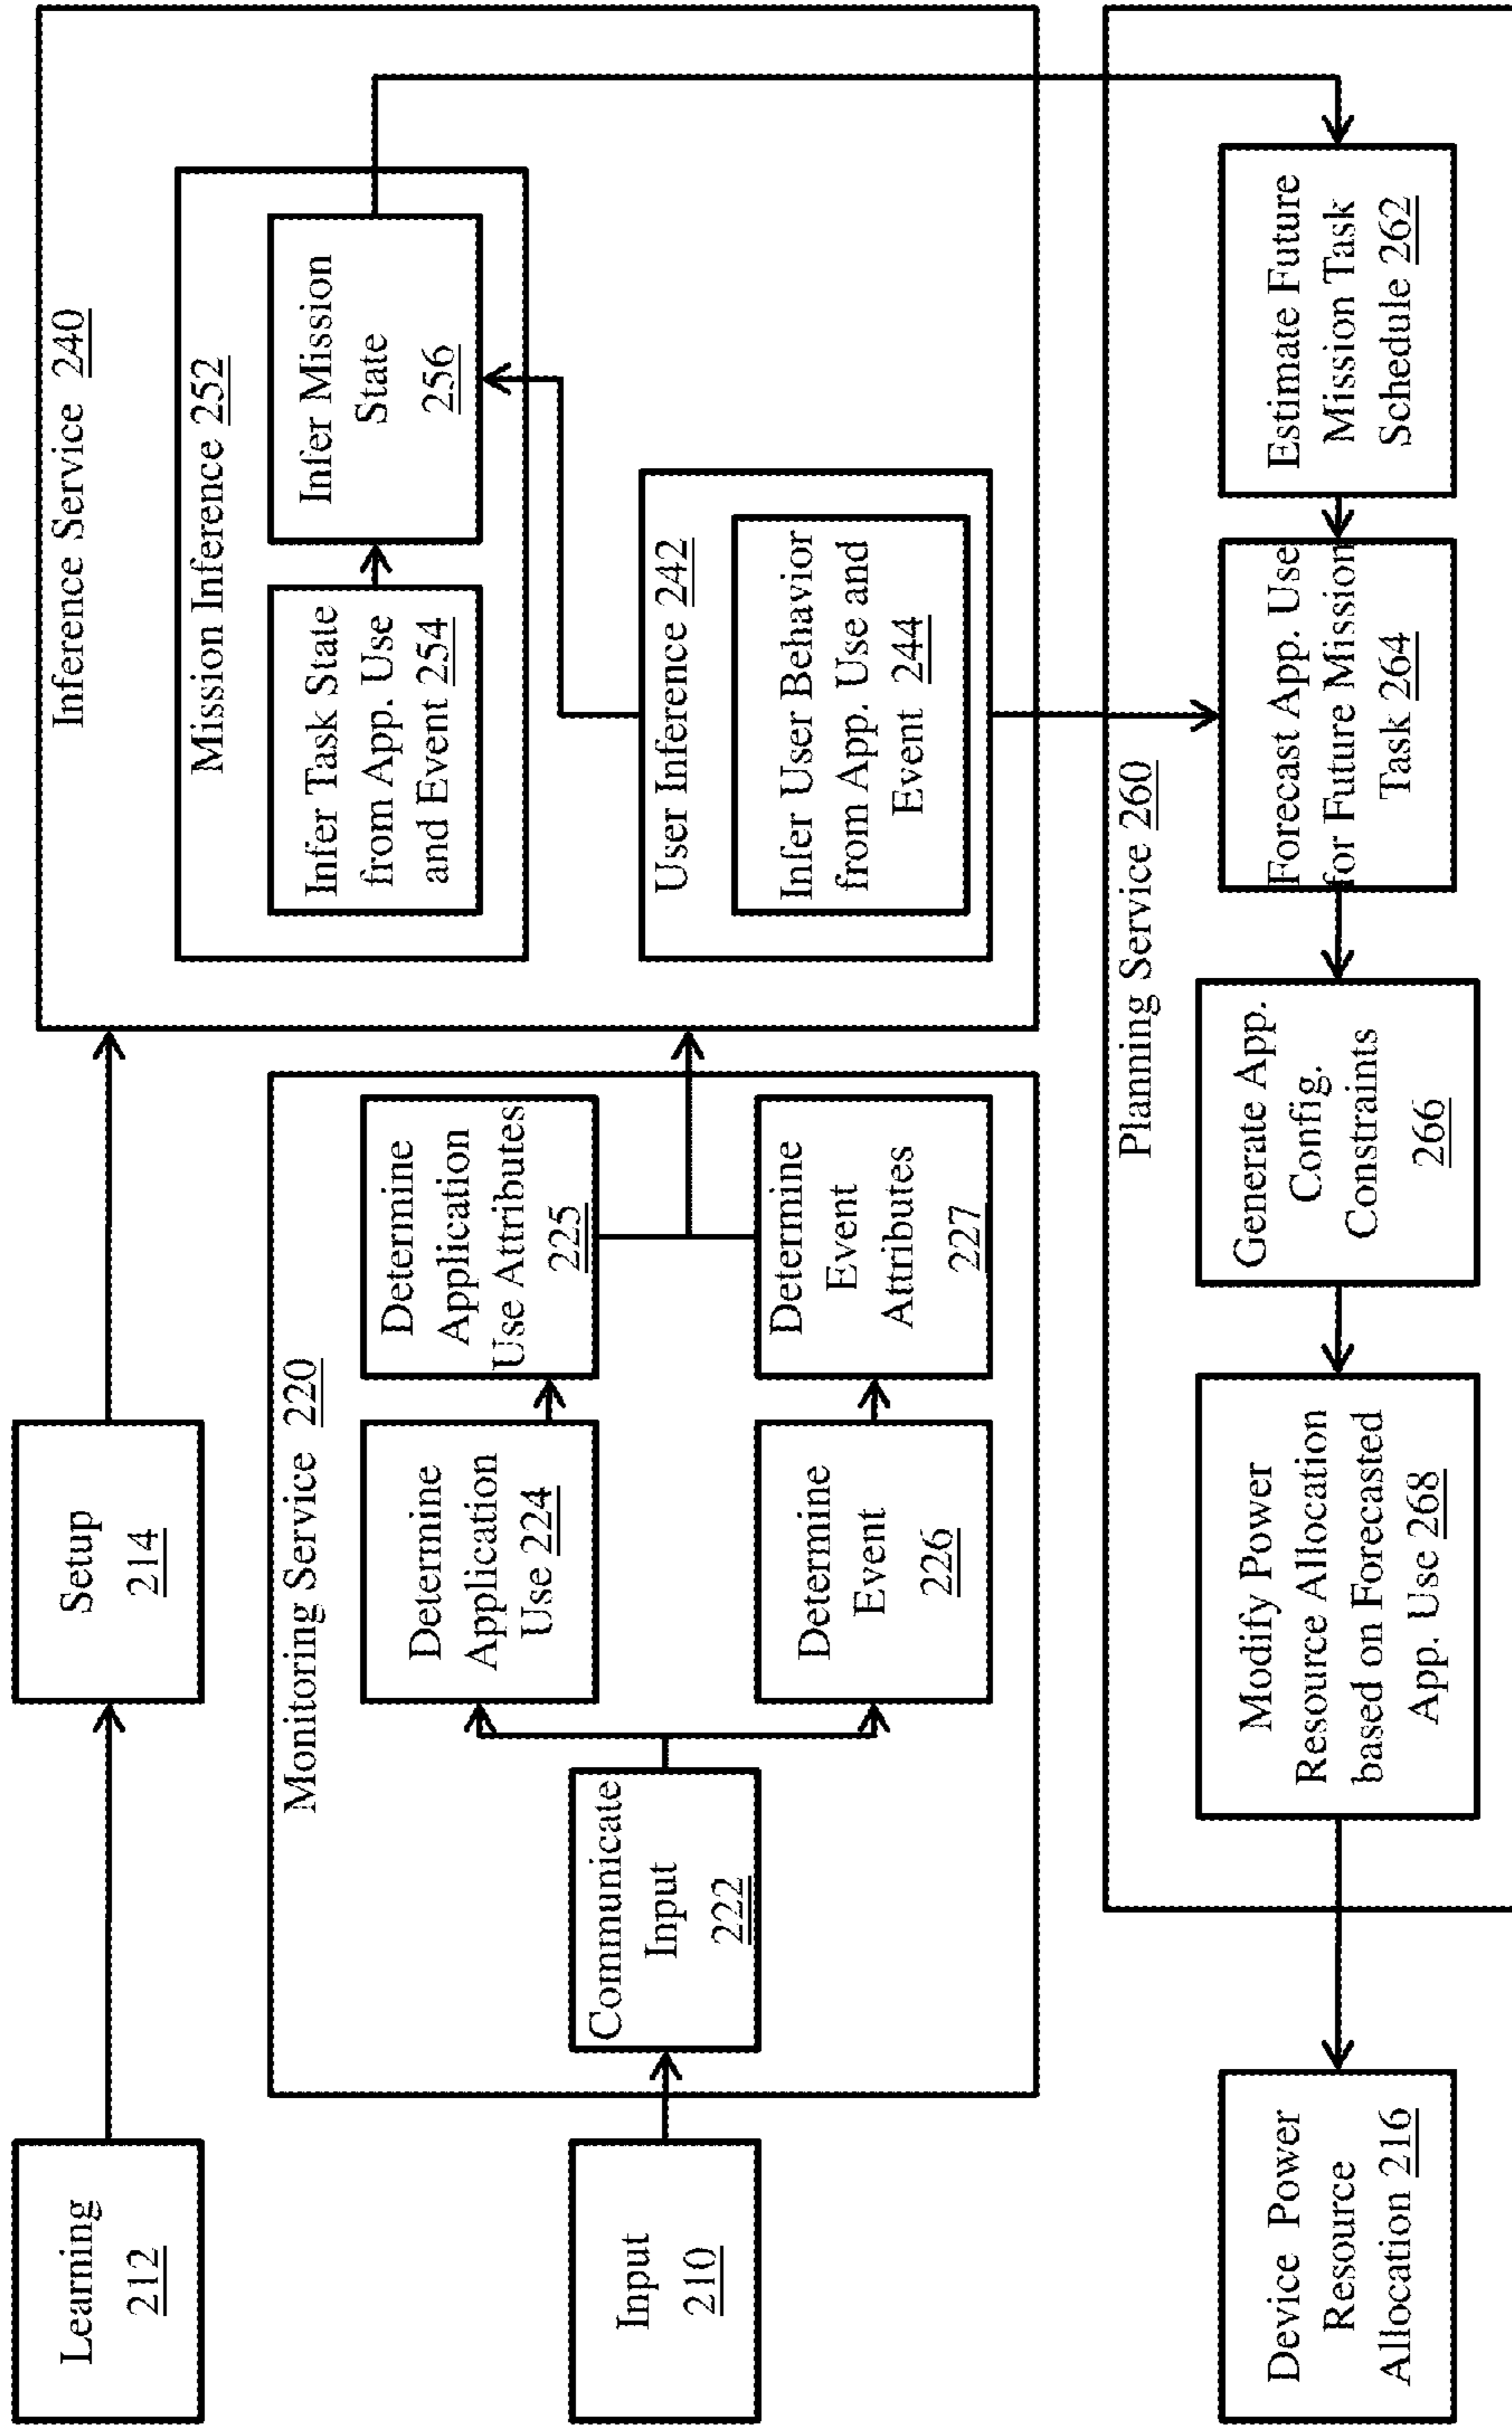 Learning
212
Setup
214
Inference Service 240
Mission Inference 252
Infer Task State
from App. Use
and Event 254
Infer Mission
State
256
User Inference 242
Infer User Behavior
from App. Use and
Event 244
Monitoring Service 220
Input
210
Communicate
Input
222
Determine
Application
Use 224
Determine
Application
Use Attributes
225
Determine
Event
226
Determine
Event
Attributes
227
Planning Service 260
Device Power
Resource
Allocation 216
Modify Power
Resource Allocation
based on Forecasted
App. Use 268
Generate App.
Config.
Constraints
266
Forecast App. Use
for Future Mission
Task 264
Estimate Future
Mission Task
Schedule 262